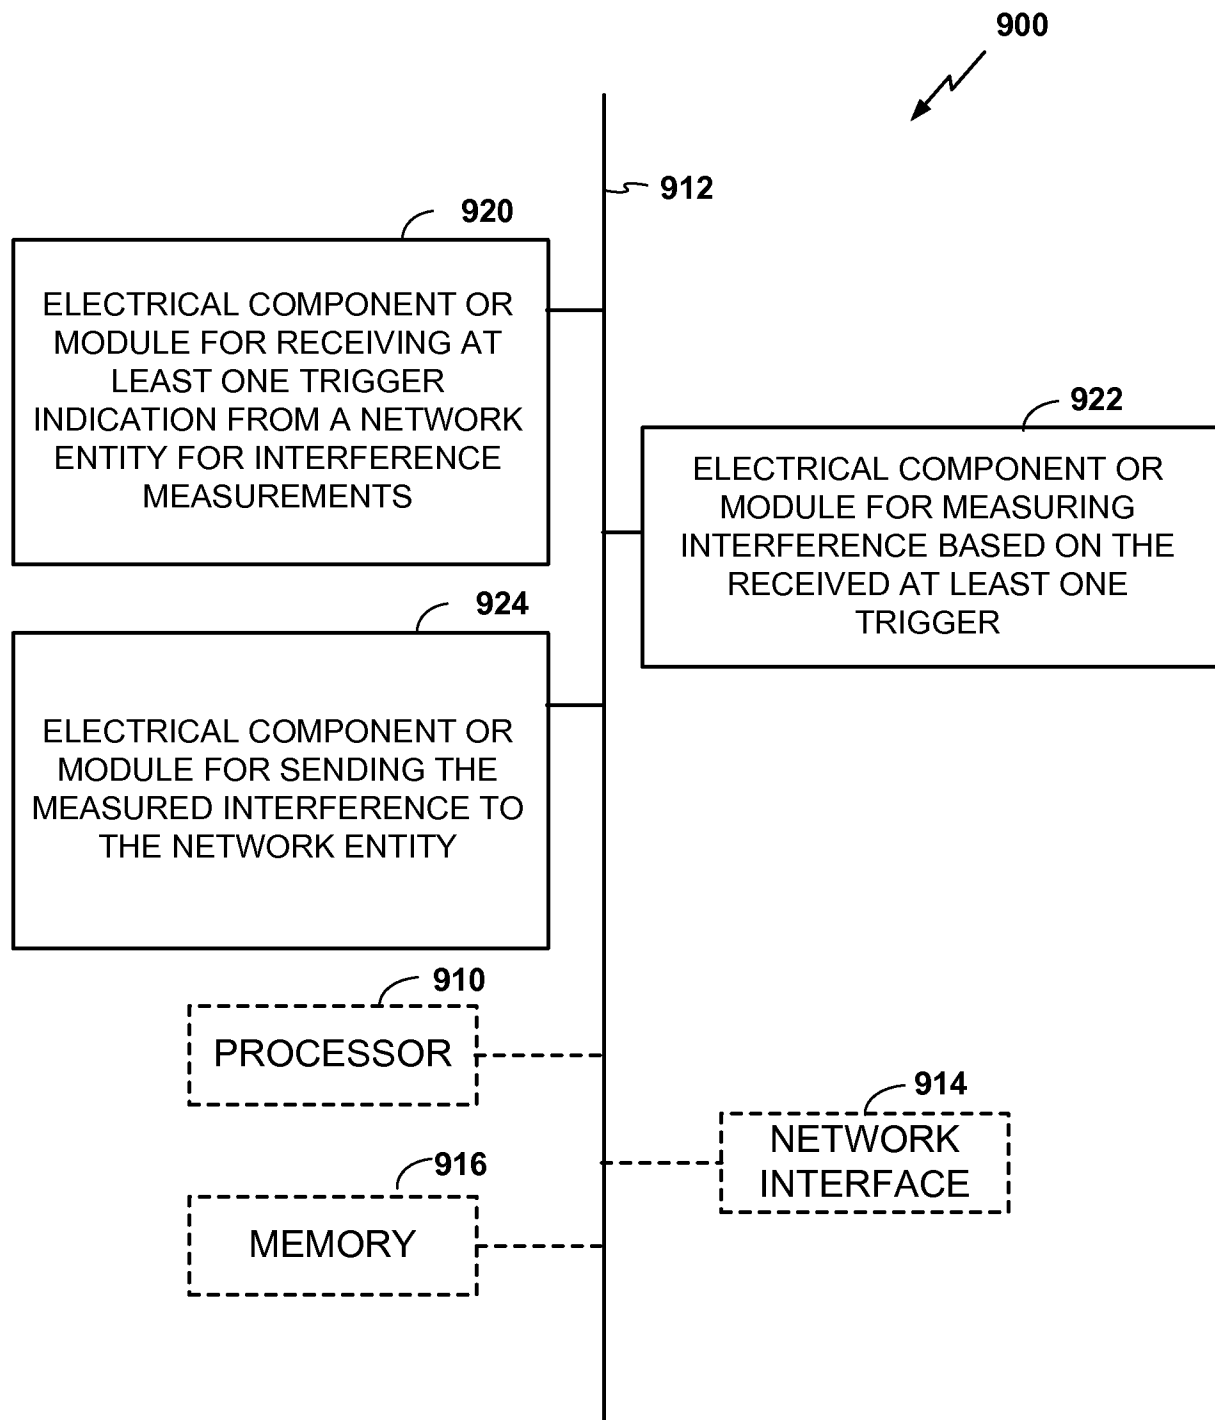 900
912
920
ELECTRICAL COMPONENT OR
MODULE FOR RECEIVING AT
LEAST ONE TRIGGER
INDICATION FROM A NETWORK
ENTITY FOR INTERFERENCE
MEASUREMENTS
922
ELECTRICAL COMPONENT OR
MODULE FOR MEASURING
INTERFERENCE BASED ON THE
RECEIVED AT LEAST ONE
TRIGGER
924
ELECTRICAL COMPONENT OR
MODULE FOR SENDING THE
MEASURED INTERFERENCE TO
THE NETWORK ENTITY
910
PROCESSOR
914
NETWORK
INTERFACE
916
MEMORY